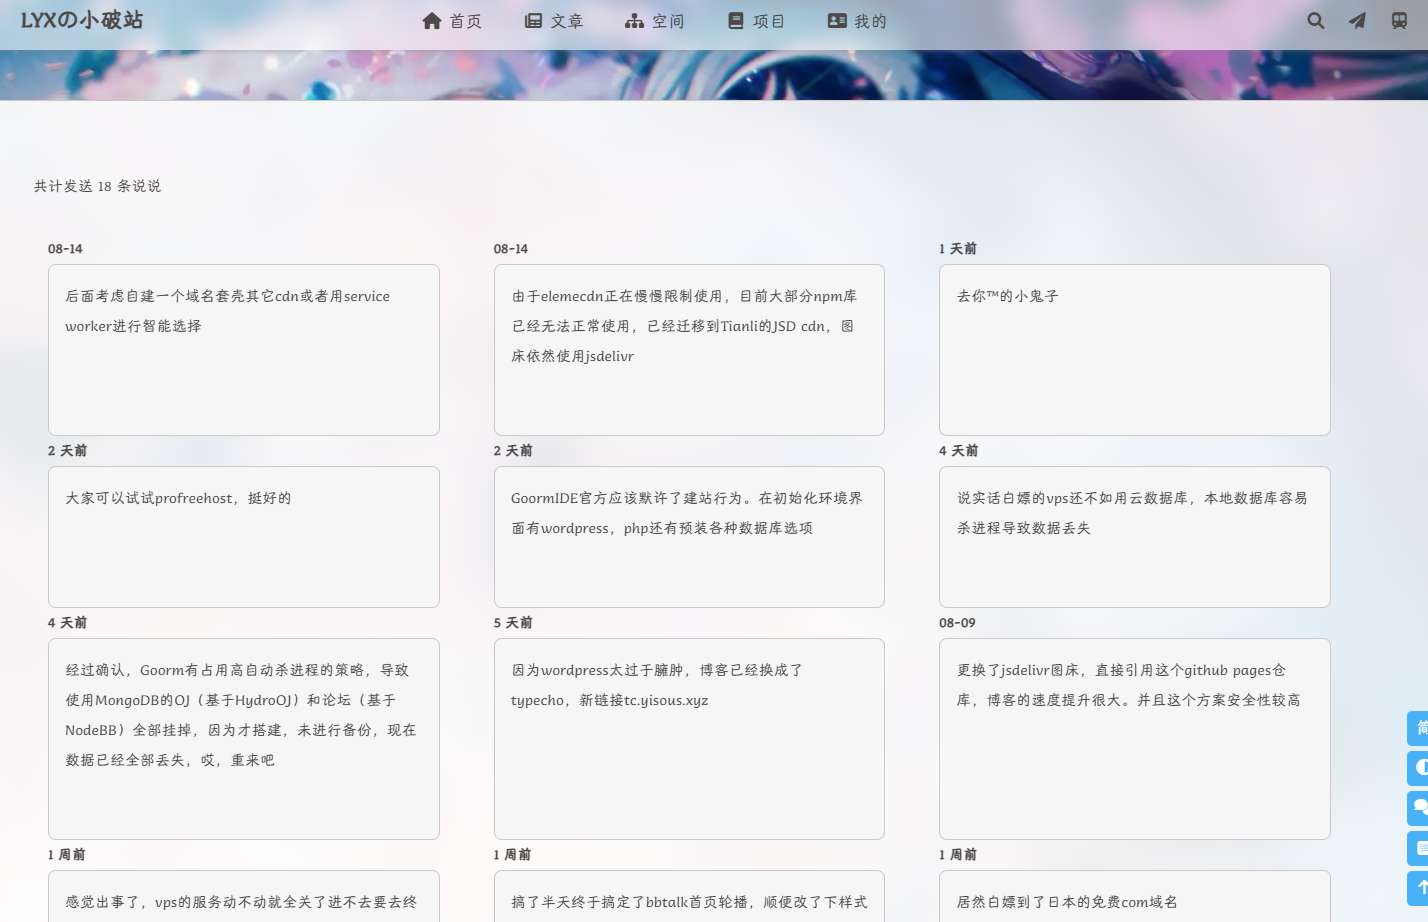 LYXの小破站
首页
文章
空间
项目
我的
共计发送 18 条说说
08-14
后面考虑自建一个域名套壳其它cdn或者用service
worker进行智能选择
08-14
由于elemecdn正在慢慢限制使用，目前大部分npm库
已经无法正常使用，已经迁移到Tianli的JSD cdn，图
床依然使用jsdelivr
1 天前
去你™的小鬼子
2 天前
大家可以试试profreehost，挺好的
2 天前
GoormIDE官方应该默许了建站行为。在初始化环境界
面有wordpress，php还有预装各种数据库选项
4 天前
说实话白嫖的vps还不如用云数据库，本地数据库容易
杀进程导致数据丢失
4 天前
经过确认，Goorm有占用高自动杀进程的策略，导致
使用MongoDB的OJ（基于HydroOJ）和论坛（基于
NodeBB）全部挂掉，因为才搭建，未进行备份，现在
数据已经全部丢失，哎，重来吧
5 天前
因为wordpress太过于臃肿，博客已经换成了
typecho，新链接tc.yisous.xyz
08-09
更换了jsdelivr图床，直接引用这个github pages仓
库，博客的速度提升很大。并且这个方案安全性较高
1 周前
感觉出事了，vps的服务动不动就全关了进不去要去终
1 周前
搞了半天终于搞定了bbtalk首页轮播，顺便改了下样式
1 周前
居然白嫖到了日本的免费com域名
简